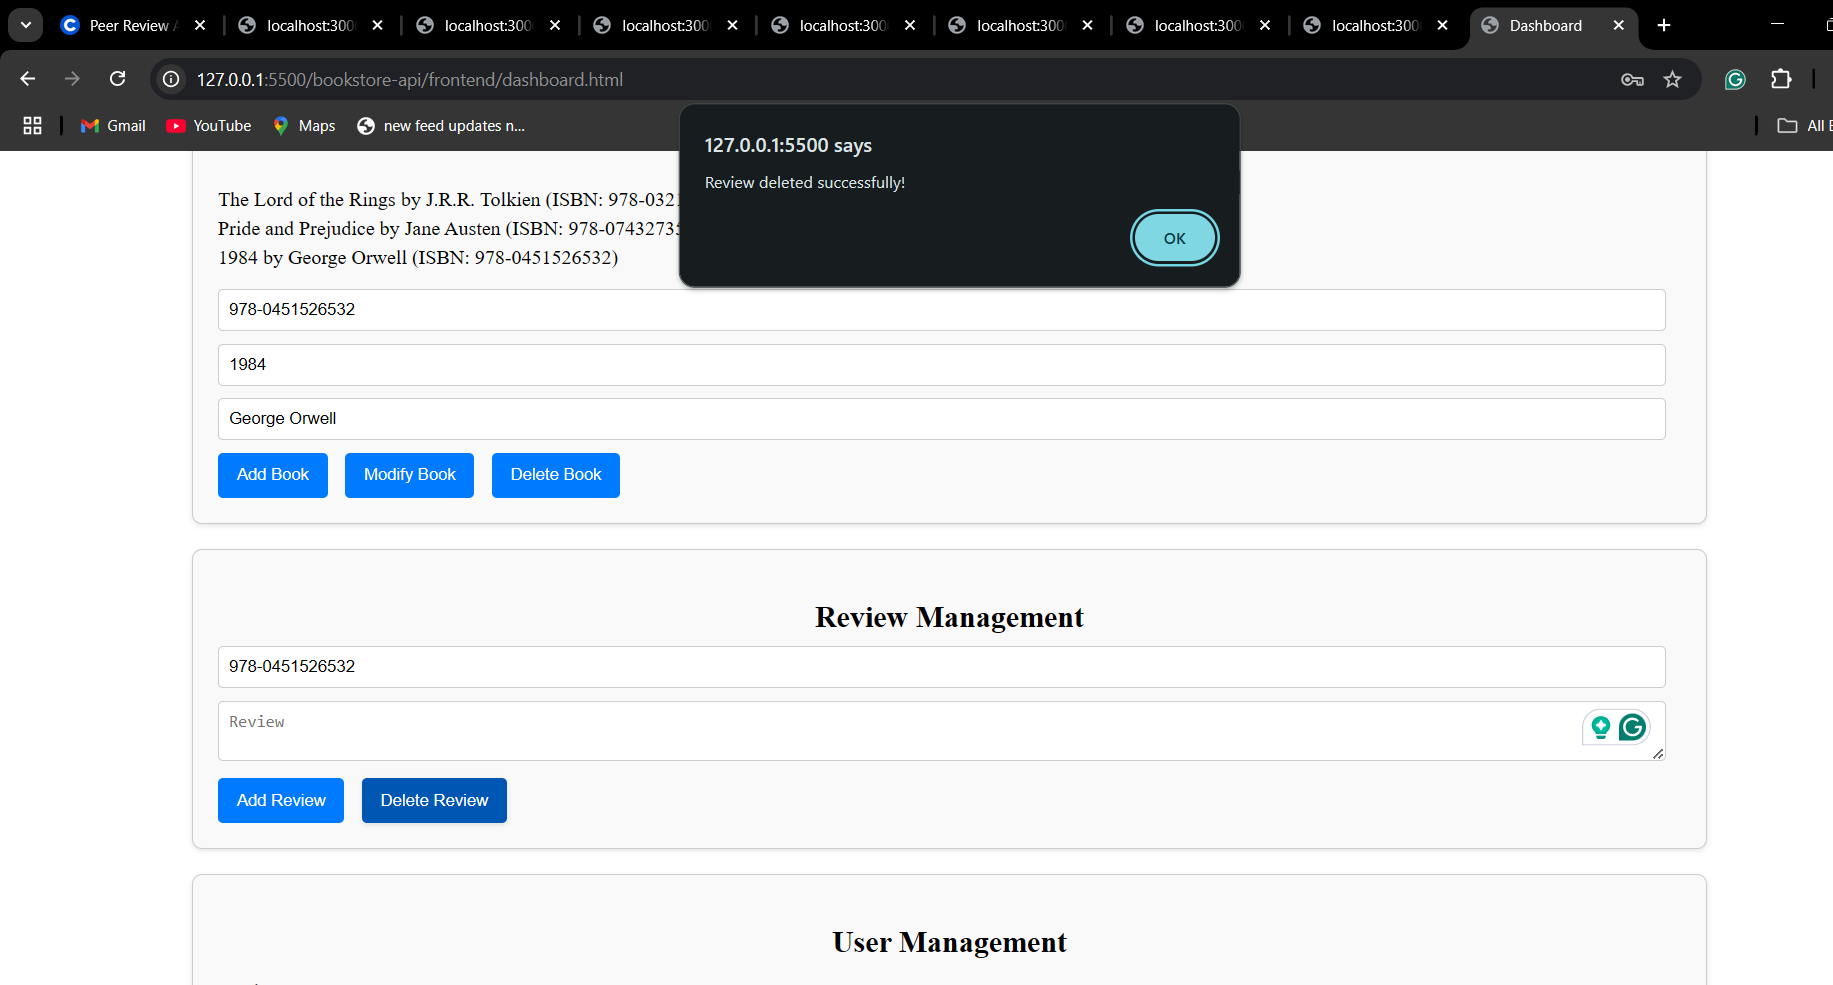 Peer Review
localhost:300
localhost:300
localhost:300
localhost:300
localhost:300
localhost:300
localhost:300
Dashboard
127.0.0.1:5500/bookstore-api/frontend/dashboard.html
Gmail
YouTube
Maps
new feed updates n...
All
127.0.0.1:5500 says
Review deleted successfully!
OK
The Lord of the Rings by J.R.R. Tolkien (ISBN: 978-0321
Pride and Prejudice by Jane Austen (ISBN: 978-0743273
1984 by George Orwell (ISBN: 978-0451526532)
978-0451526532
1984
George Orwell
Add Book
Modify Book
Delete Book
Review Management
978-0451526532
Review
Add Review
Delete Review
User Management